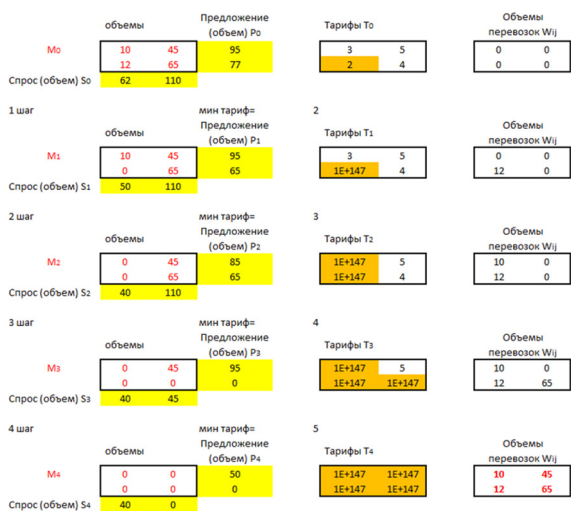 объемы Предложение (объем) P0 Тарифы T0 Объемы перевозок Wij
M0 10 45 95 3 5 0 0
12 65 77 2 4 0 0
Спрос (объем) S0 62 110
1 шаг мин тариф= 2
объемы Предложение (объем) P1 Тарифы T1 Объемы перевозок Wij
M1 10 45 95 3 5 0 0
0 65 65 1E+147 4 12 0
Спрос (объем) S1 50 110
2 шаг мин тариф= 3
объемы Предложение (объем) P2 Тарифы T2 Объемы перевозок Wij
M2 0 45 85 1E+147 5 10 0
0 65 65 1E+147 4 12 0
Спрос (объем) S2 40 110
3 шаг мин тариф= 4
объемы Предложение (объем) P3 Тарифы T3 Объемы перевозок Wij
M3 0 45 95 1E+147 5 10 0
0 0 0 1E+147 1E+147 12 65
Спрос (объем) S3 40 45
4 шаг мин тариф= 5
объемы Предложение (объем) P4 Тарифы T4 Объемы перевозок Wij
M4 0 0 50 1E+147 1E+147 10 45
0 0 0 1E+147 1E+147 12 65
Спрос (объем) S4 40 0